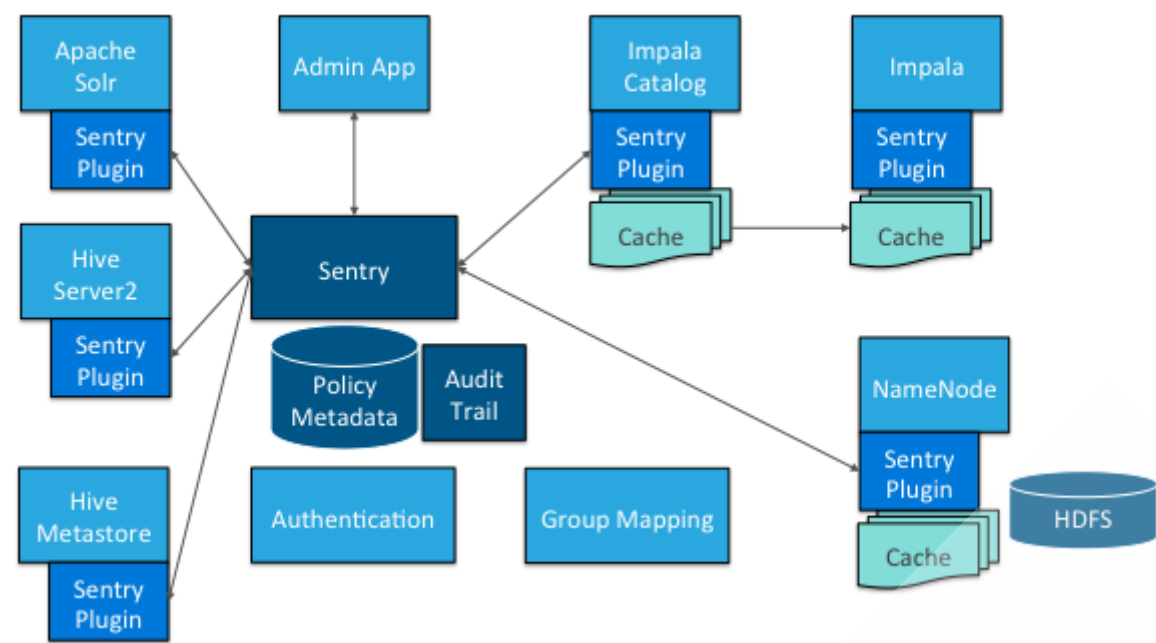 Apache
Solr
Sentry
Plugin
Admin App
Impala
Catalog
Sentry
Plugin
Cache
Impala
Sentry
Plugin
Cache
Hive
Server2
Sentry
Plugin
Sentry
Policy
Metadata
Audit
Trail
NameNode
Sentry
Plugin
Cache
HDFS
Hive
Metastore
Sentry
Plugin
Authentication
Group Mapping